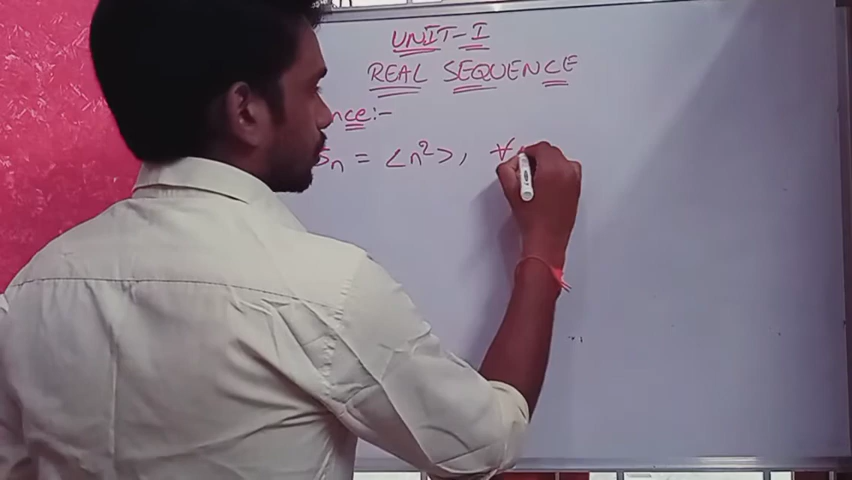 UNIT-I
REAL SEQUENCE
nce:-
Sn = <n²>, ∀